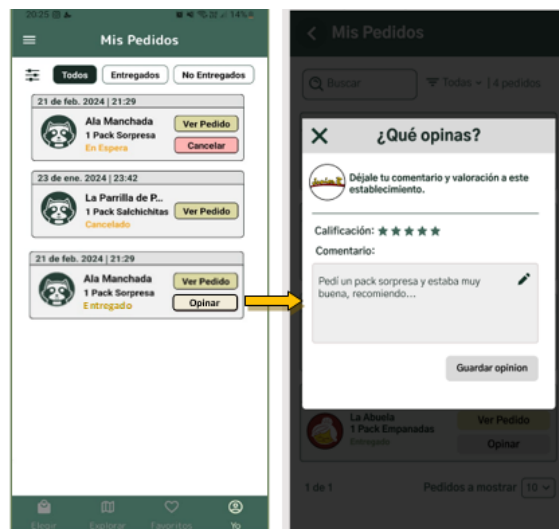 20:25
14%
Mis Pedidos
Todos
Entregados
No Entregados
21 de feb. 2024 | 21:29
Ala Manchada
1 Pack Sorpresa
En Espera
Ver Pedido
Cancelar
23 de ene. 2024 | 23:42
La Parrilla de P...
1 Pack Salchichitas
Cancelado
Ver Pedido
21 de feb. 2024 | 21:29
Ala Manchada
1 Pack Sorpresa
Entregado
Ver Pedido
Opinar
Elegir
Explorar
Favoritos
Yo
Mis Pedidos
Buscar
Todas
| 4 pedidos
¿Qué opinas?
Déjale tu comentario y valoración a este
establecimiento.
Calificación:
Comentario:
Pedí un pack sorpresa y estaba muy
buena, recomiendo...
Guardar opinion
La Abuela
1 Pack Empanadas
Entregado
Ver Pedido
Opinar
1 de 1
Pedidos a mostrar
10